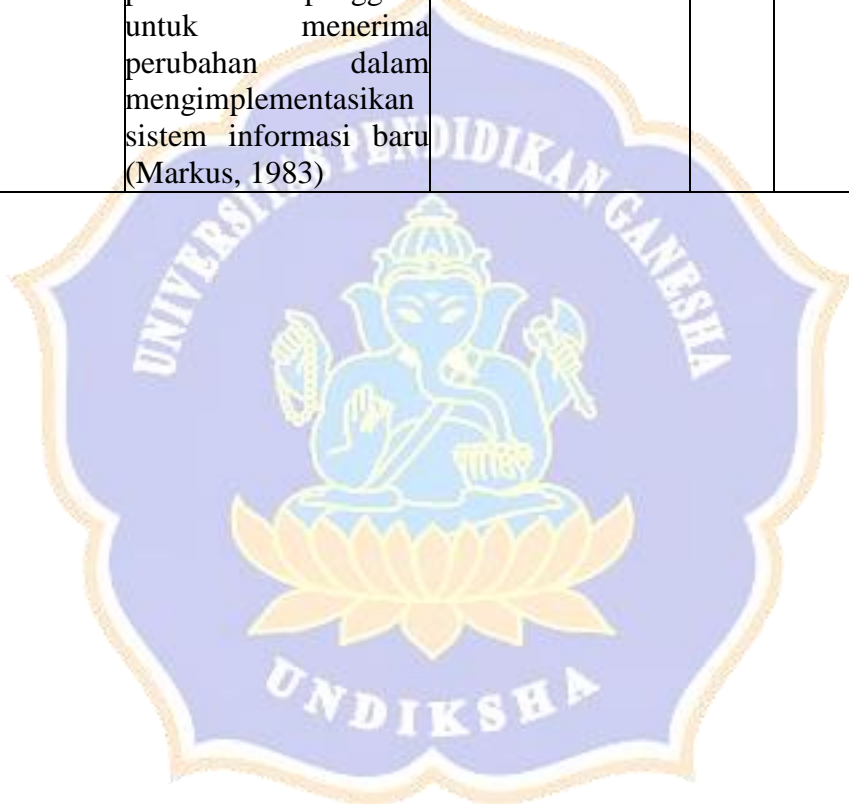 untuk menerima
perubahan dalam
mengimplementasikan
sistem informasi baru
(Markus, 1983)
UNIVERSITAS PENDIDIKAN GANESHA
UNDIKSHA